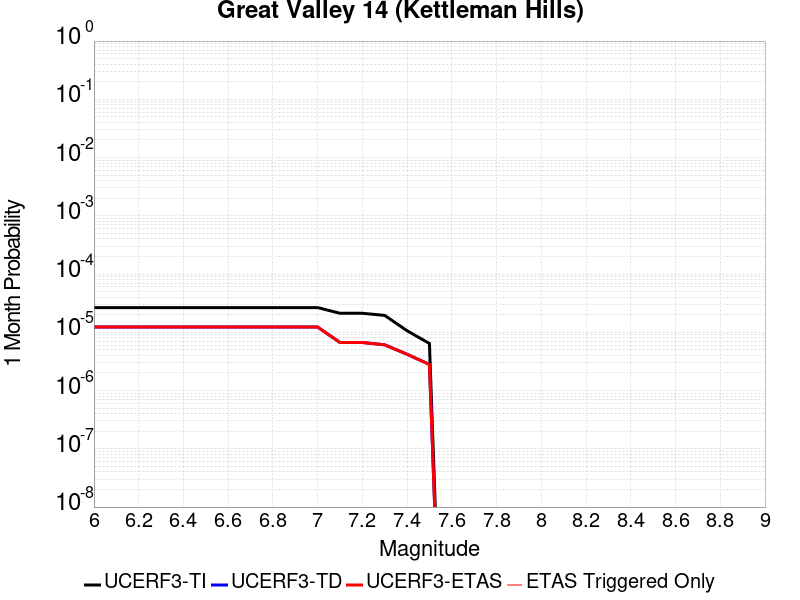 Great Valley 14 (Kettleman Hills)
10^0
10^-1
10^-2
10^-3
10^-4
10^-5
10^-6
10^-7
10^-8
1 Month Probability
6 6.2 6.4 6.6 6.8 7 7.2 7.4 7.6 7.8 8 8.2 8.4 8.6 8.8 9
Magnitude
UCERF3-TI UCERF3-TD UCERF3-ETAS ETAS Triggered Only